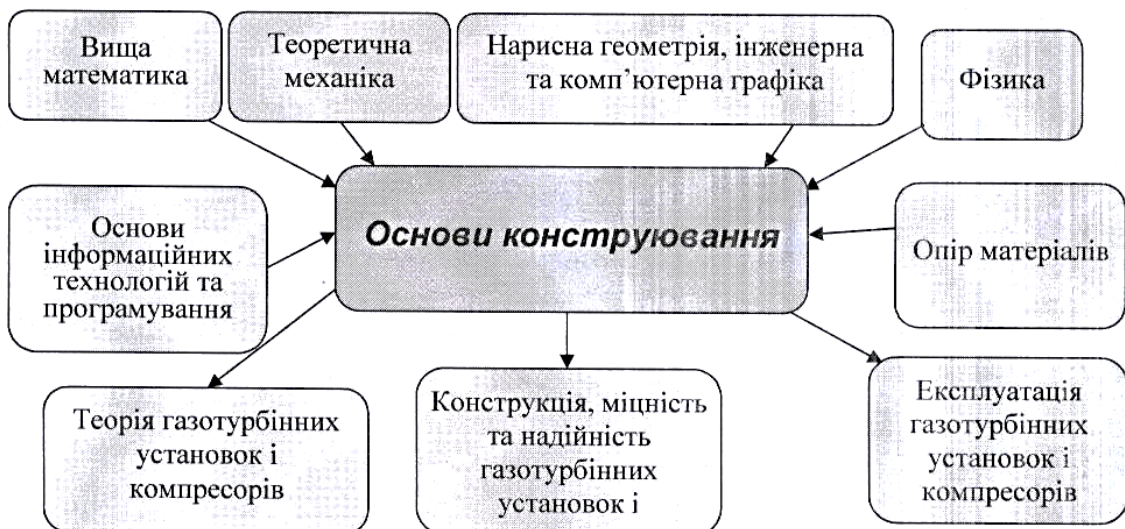 Вища
математика
Теоретична
механіка
Нарисна геометрія, інженерна
та комп’ютерна графіка
Фізика
Основи
інформаційних
технологій та
програмування
Основи конструювання
Опір матеріалів
Теорія газотурбінних
установок і
компресорів
Конструкція, міцність
та надійність
газотурбінних
установок і
Експлуатація
газотурбінних
установок і
компресорів